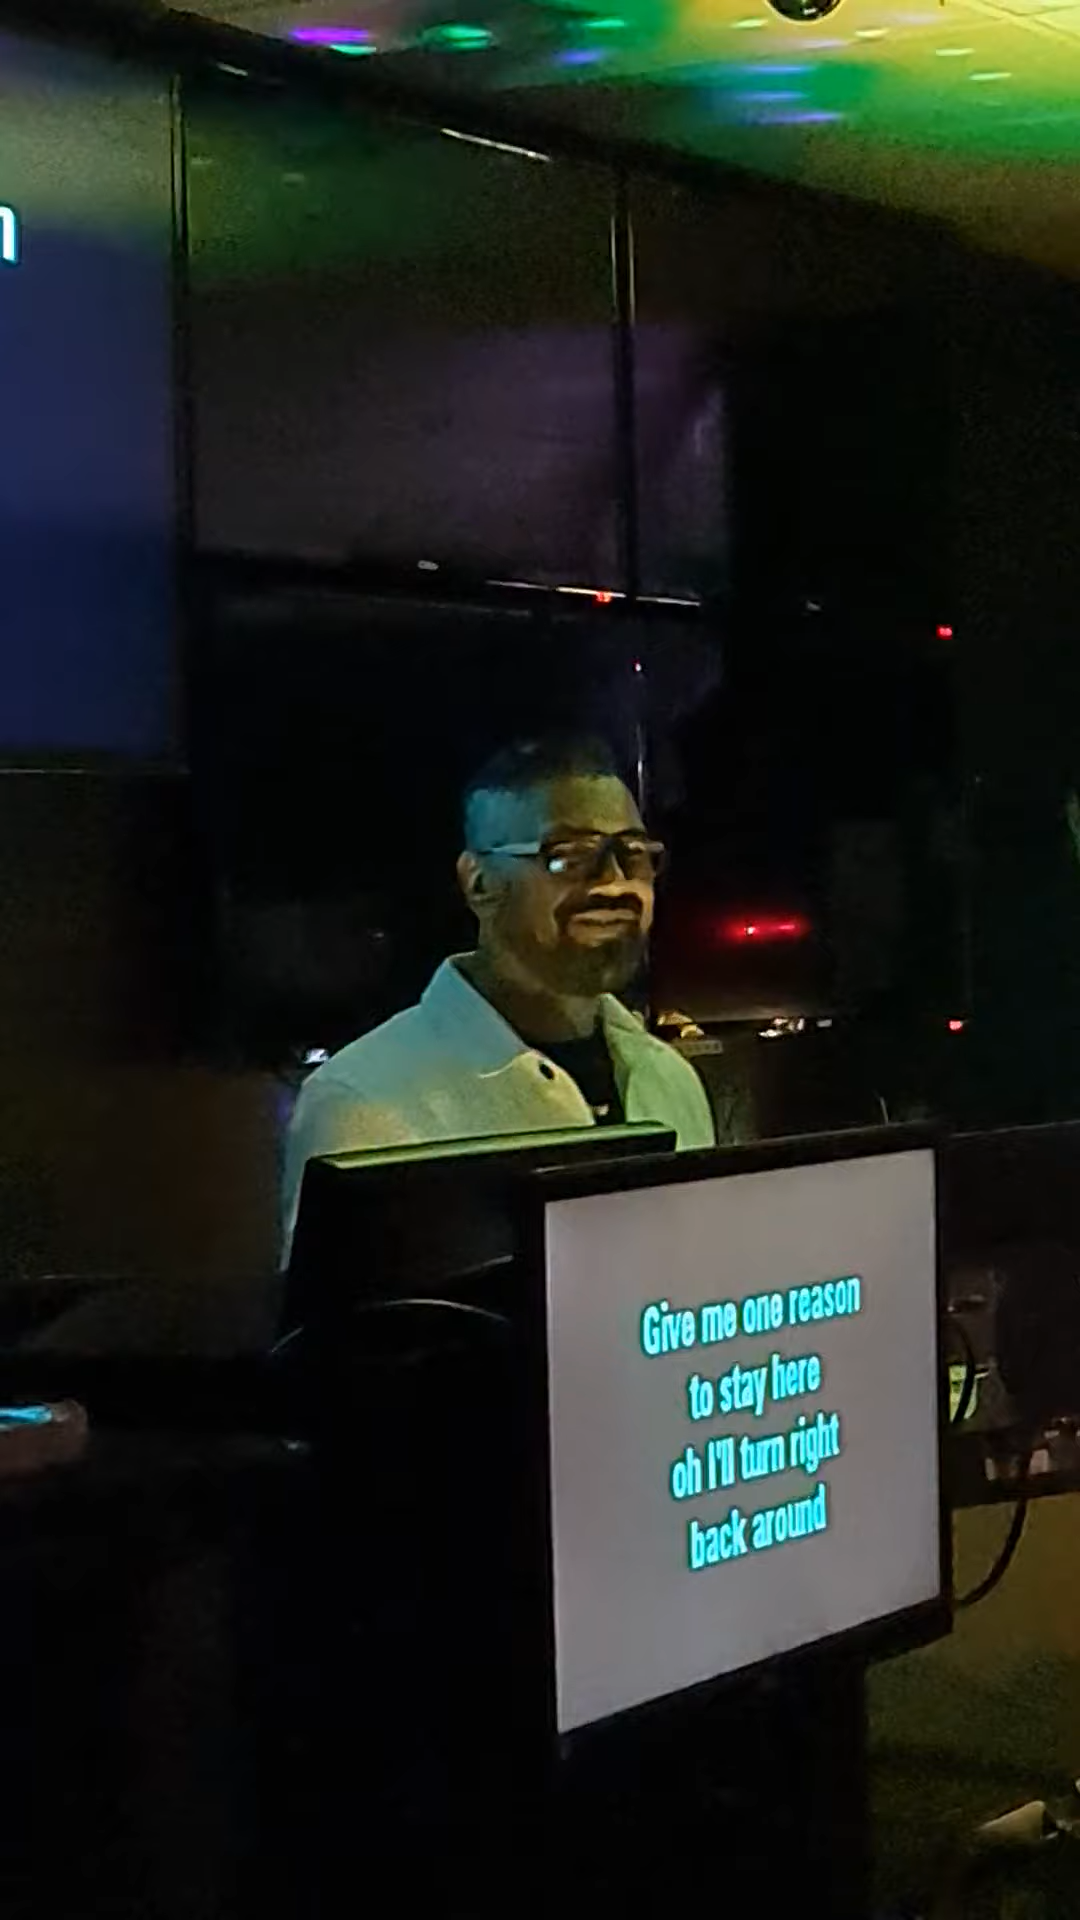 Give me one reason
to stay here
oh I'll turn right
back around